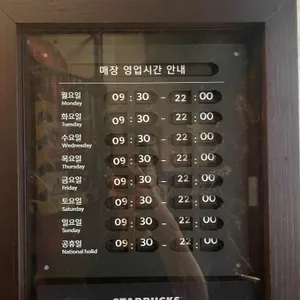 매장 영업시간 안내
월요일 09:30 - 22:00
Monday
화요일 09:30 - 22:00
Tuesday
수요일 09:30 - 22:00
Wednesday
목요일 09:30 - 22:00
Thursday
금요일 09:30 - 22:00
Friday
토요일 09:30 - 22:00
Saturday
일요일 09:30 - 22:00
Sunday
공휴일 09:30 - 22:00
National holid
STARBUCKS